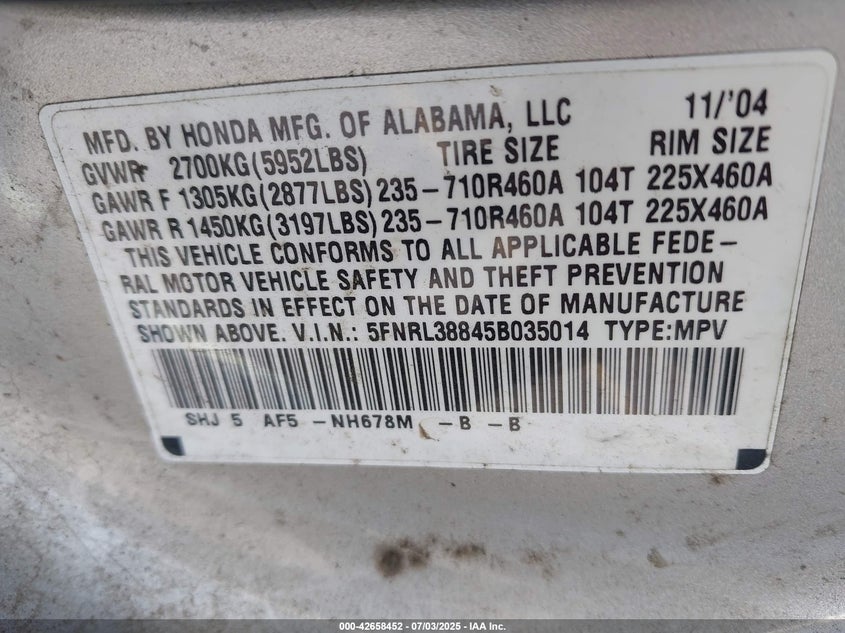 MFD. BY HONDA MFG. OF ALABAMA, LLC 11/'04
GVWR 2700KG(5952LBS) TIRE SIZE RIM SIZE
GAWR F 1305KG(2877LBS) 235-710R460A 104T 225X460A
GAWR R 1450KG(3197LBS) 235-710R460A 104T 225X460A
THIS VEHICLE CONFORMS TO ALL APPLICABLE FEDE-
RAL MOTOR VEHICLE SAFETY AND THEFT PREVENTION
STANDARDS IN EFFECT ON THE DATE OF MANUFACTURE
SHOWN ABOVE. V.I.N.: 5FNRL38845B035014 TYPE:MPV
SHJ 5 AF5 -NH678M -B -B
000-42658452 | 07/03/2025 - IAA Inc.